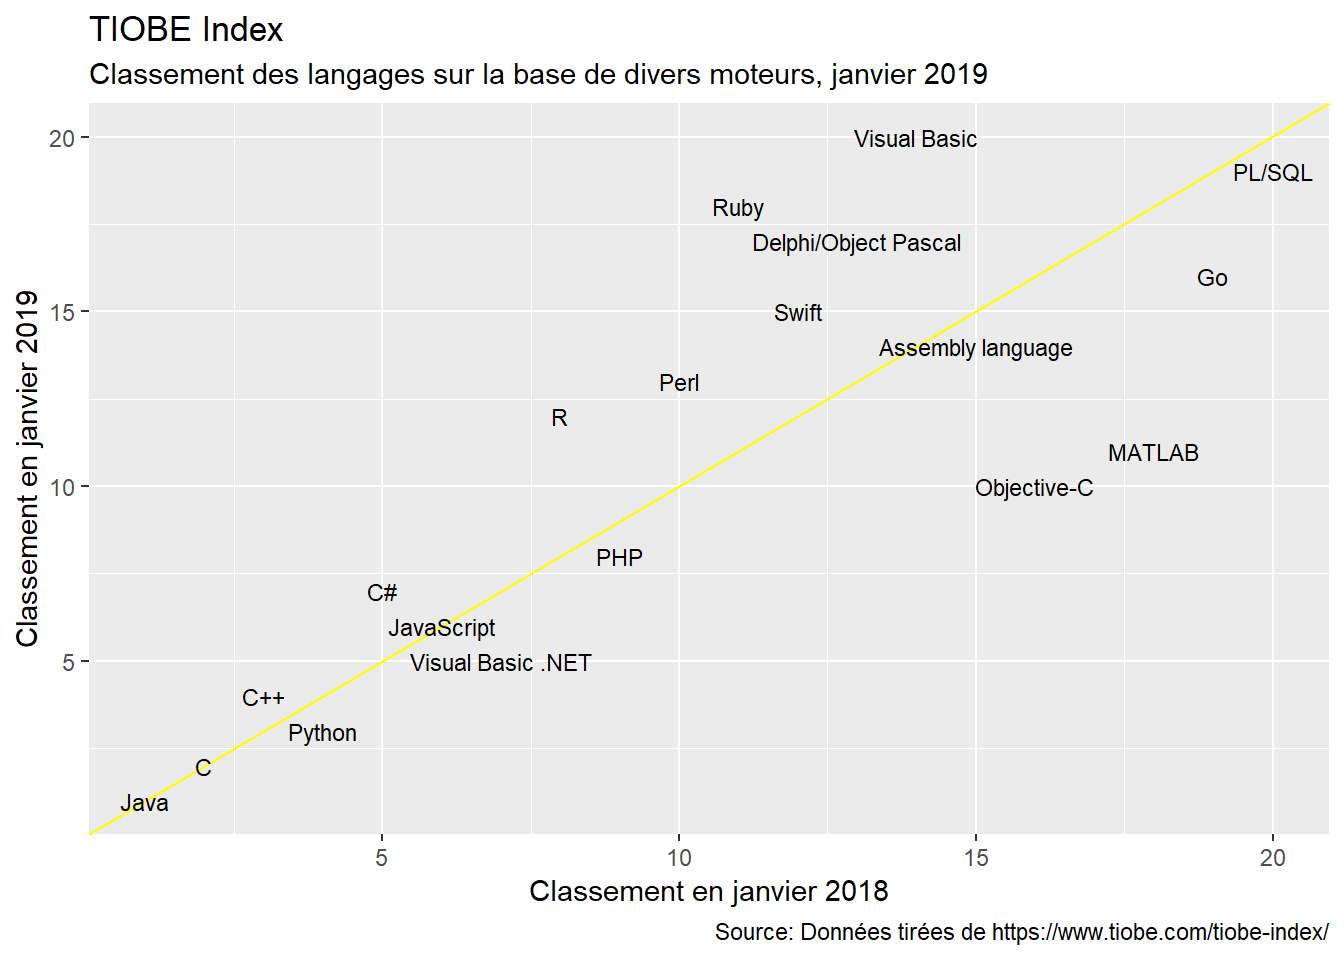 TIOBE Index
Classement des langages sur la base de divers moteurs, janvier 2019
Classement en janvier 2019
20
15
10
5
Visual Basic
PL/SQL
Ruby
Delphi/Object Pascal
Go
Swift
Assembly language
Perl
R
MATLAB
Objective-C
PHP
C#
JavaScript
Visual Basic .NET
C++
Python
C
Java
5
10
15
20
Classement en janvier 2018
Source: Données tirées de https://www.tiobe.com/tiobe-index/